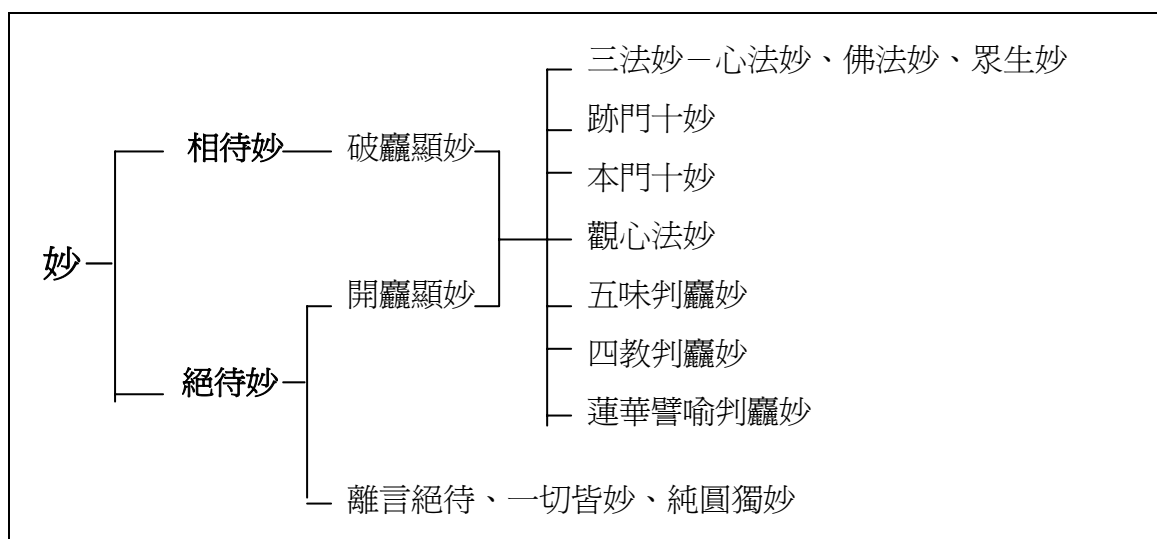 三法妙－心法妙、佛法妙、眾生妙
跡門十妙
相待妙 破麤顯妙
本門十妙
觀心法妙
妙
開麤顯妙
五味判麤妙
四教判麤妙
絕待妙
蓮華譬喻判麤妙
離言絕待、一切皆妙、純圓獨妙